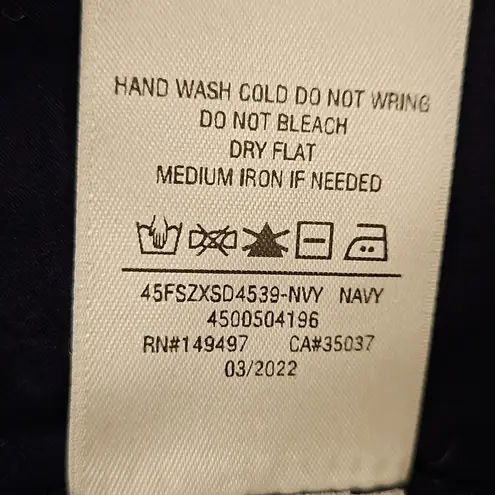 HAND WASH COLD DO NOT WRING
DO NOT BLEACH
DRY FLAT
MEDIUM IRON IF NEEDED
45FSZXSD4539-NVY NAVY
4500504196
RN#149497 CA#35037
03/2022